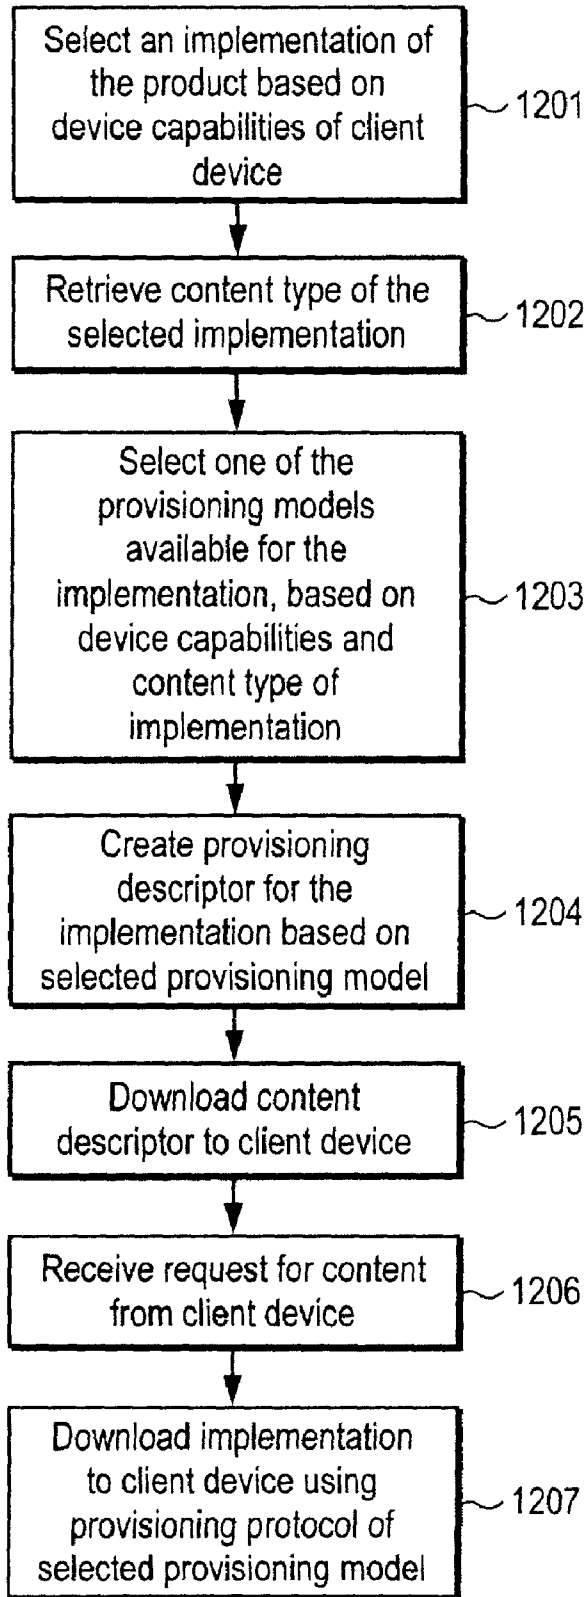 Select an implementation of
the product based on
device capabilities of client
device
1201
Retrieve content type of the
selected implementation
1202
Select one of the
provisioning models
available for the
implementation, based on
device capabilities and
content type of
implementation
1203
Create provisioning
descriptor for the
implementation based on
selected provisioning model
1204
Download content
descriptor to client device
1205
Receive request for content
from client device
1206
Download implementation
to client device using
provisioning protocol of
selected provisioning model
1207